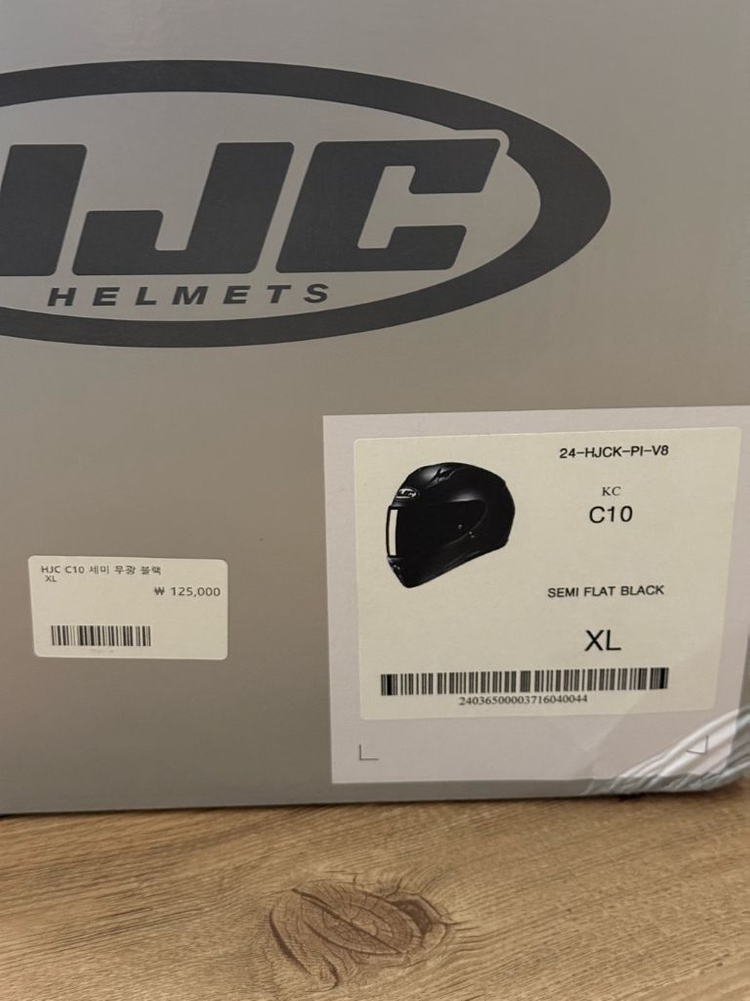 HJC
HELMETS
24-HJCK-PI-V8
KC
C10
SEMI FLAT BLACK
XL
24036500003716040044
HJC C10 세미 무광 블랙
XL
₩ 125,000